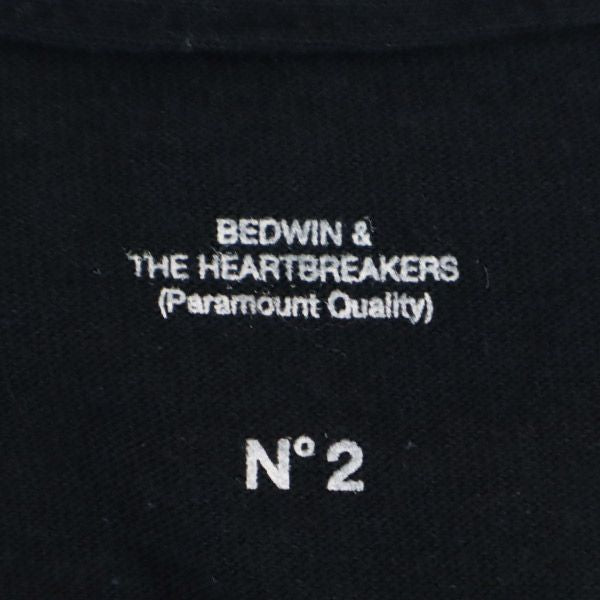 BEDWIN &
THE HEARTBREAKERS
(Paramount Quality)
N° 2